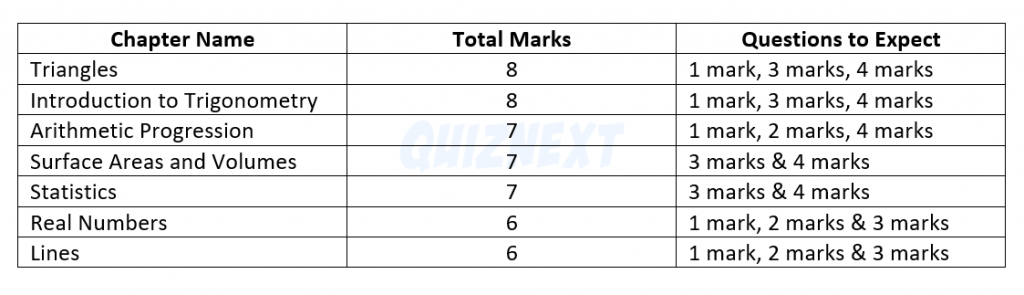 Chapter Name Total Marks Questions to Expect
Triangles 8 1 mark, 3 marks, 4 marks
Introduction to Trigonometry 8 1 mark, 3 marks, 4 marks
Arithmetic Progression 7 1 mark, 2 marks, 4 marks
Surface Areas and Volumes 7 3 marks & 4 marks
Statistics 7 3 marks & 4 marks
Real Numbers 6 1 mark, 2 marks & 3 marks
Lines 6 1 mark, 2 marks & 3 marks
QUIZNEXT